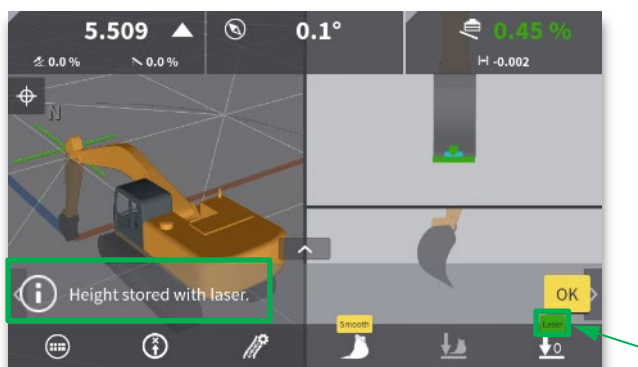 5.509
0.1°
0.45 %
0.0 %
0.0 %
-0.002
N
Height stored with laser.
OK
Smooth
Laser
0